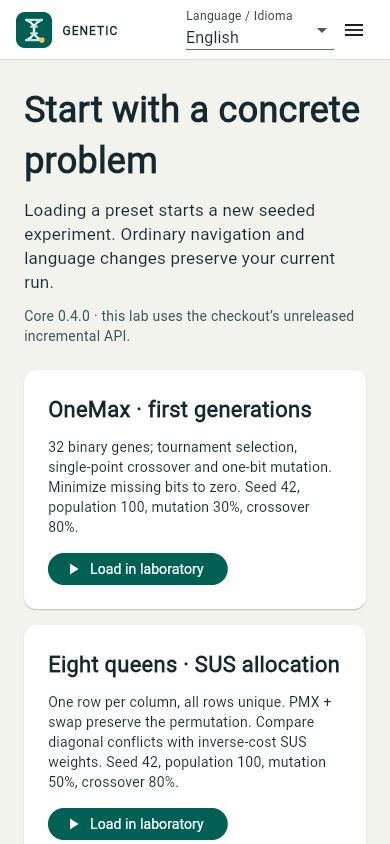 GENETIC
Language / Idioma
English
Start with a concrete
problem
Loading a preset starts a new seeded
experiment. Ordinary navigation and
language changes preserve your current
run.
Core 0.4.0 · this lab uses the checkout’s unreleased
incremental API.
OneMax · first generations
32 binary genes; tournament selection,
single-point crossover and one-bit mutation.
Minimize missing bits to zero. Seed 42,
population 100, mutation 30%, crossover
80%.
Load in laboratory
Eight queens · SUS allocation
One row per column, all rows unique. PMX +
swap preserve the permutation. Compare
diagonal conflicts with inverse-cost SUS
weights. Seed 42, population 100, mutation
50%, crossover 80%.
Load in laboratory